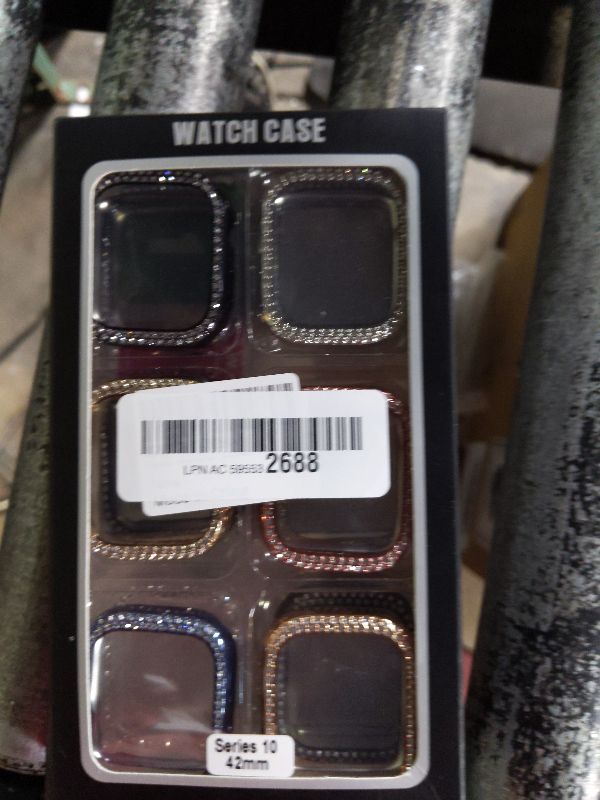 WATCH CASE
LPN AC 59553 2688
Series 10
42mm